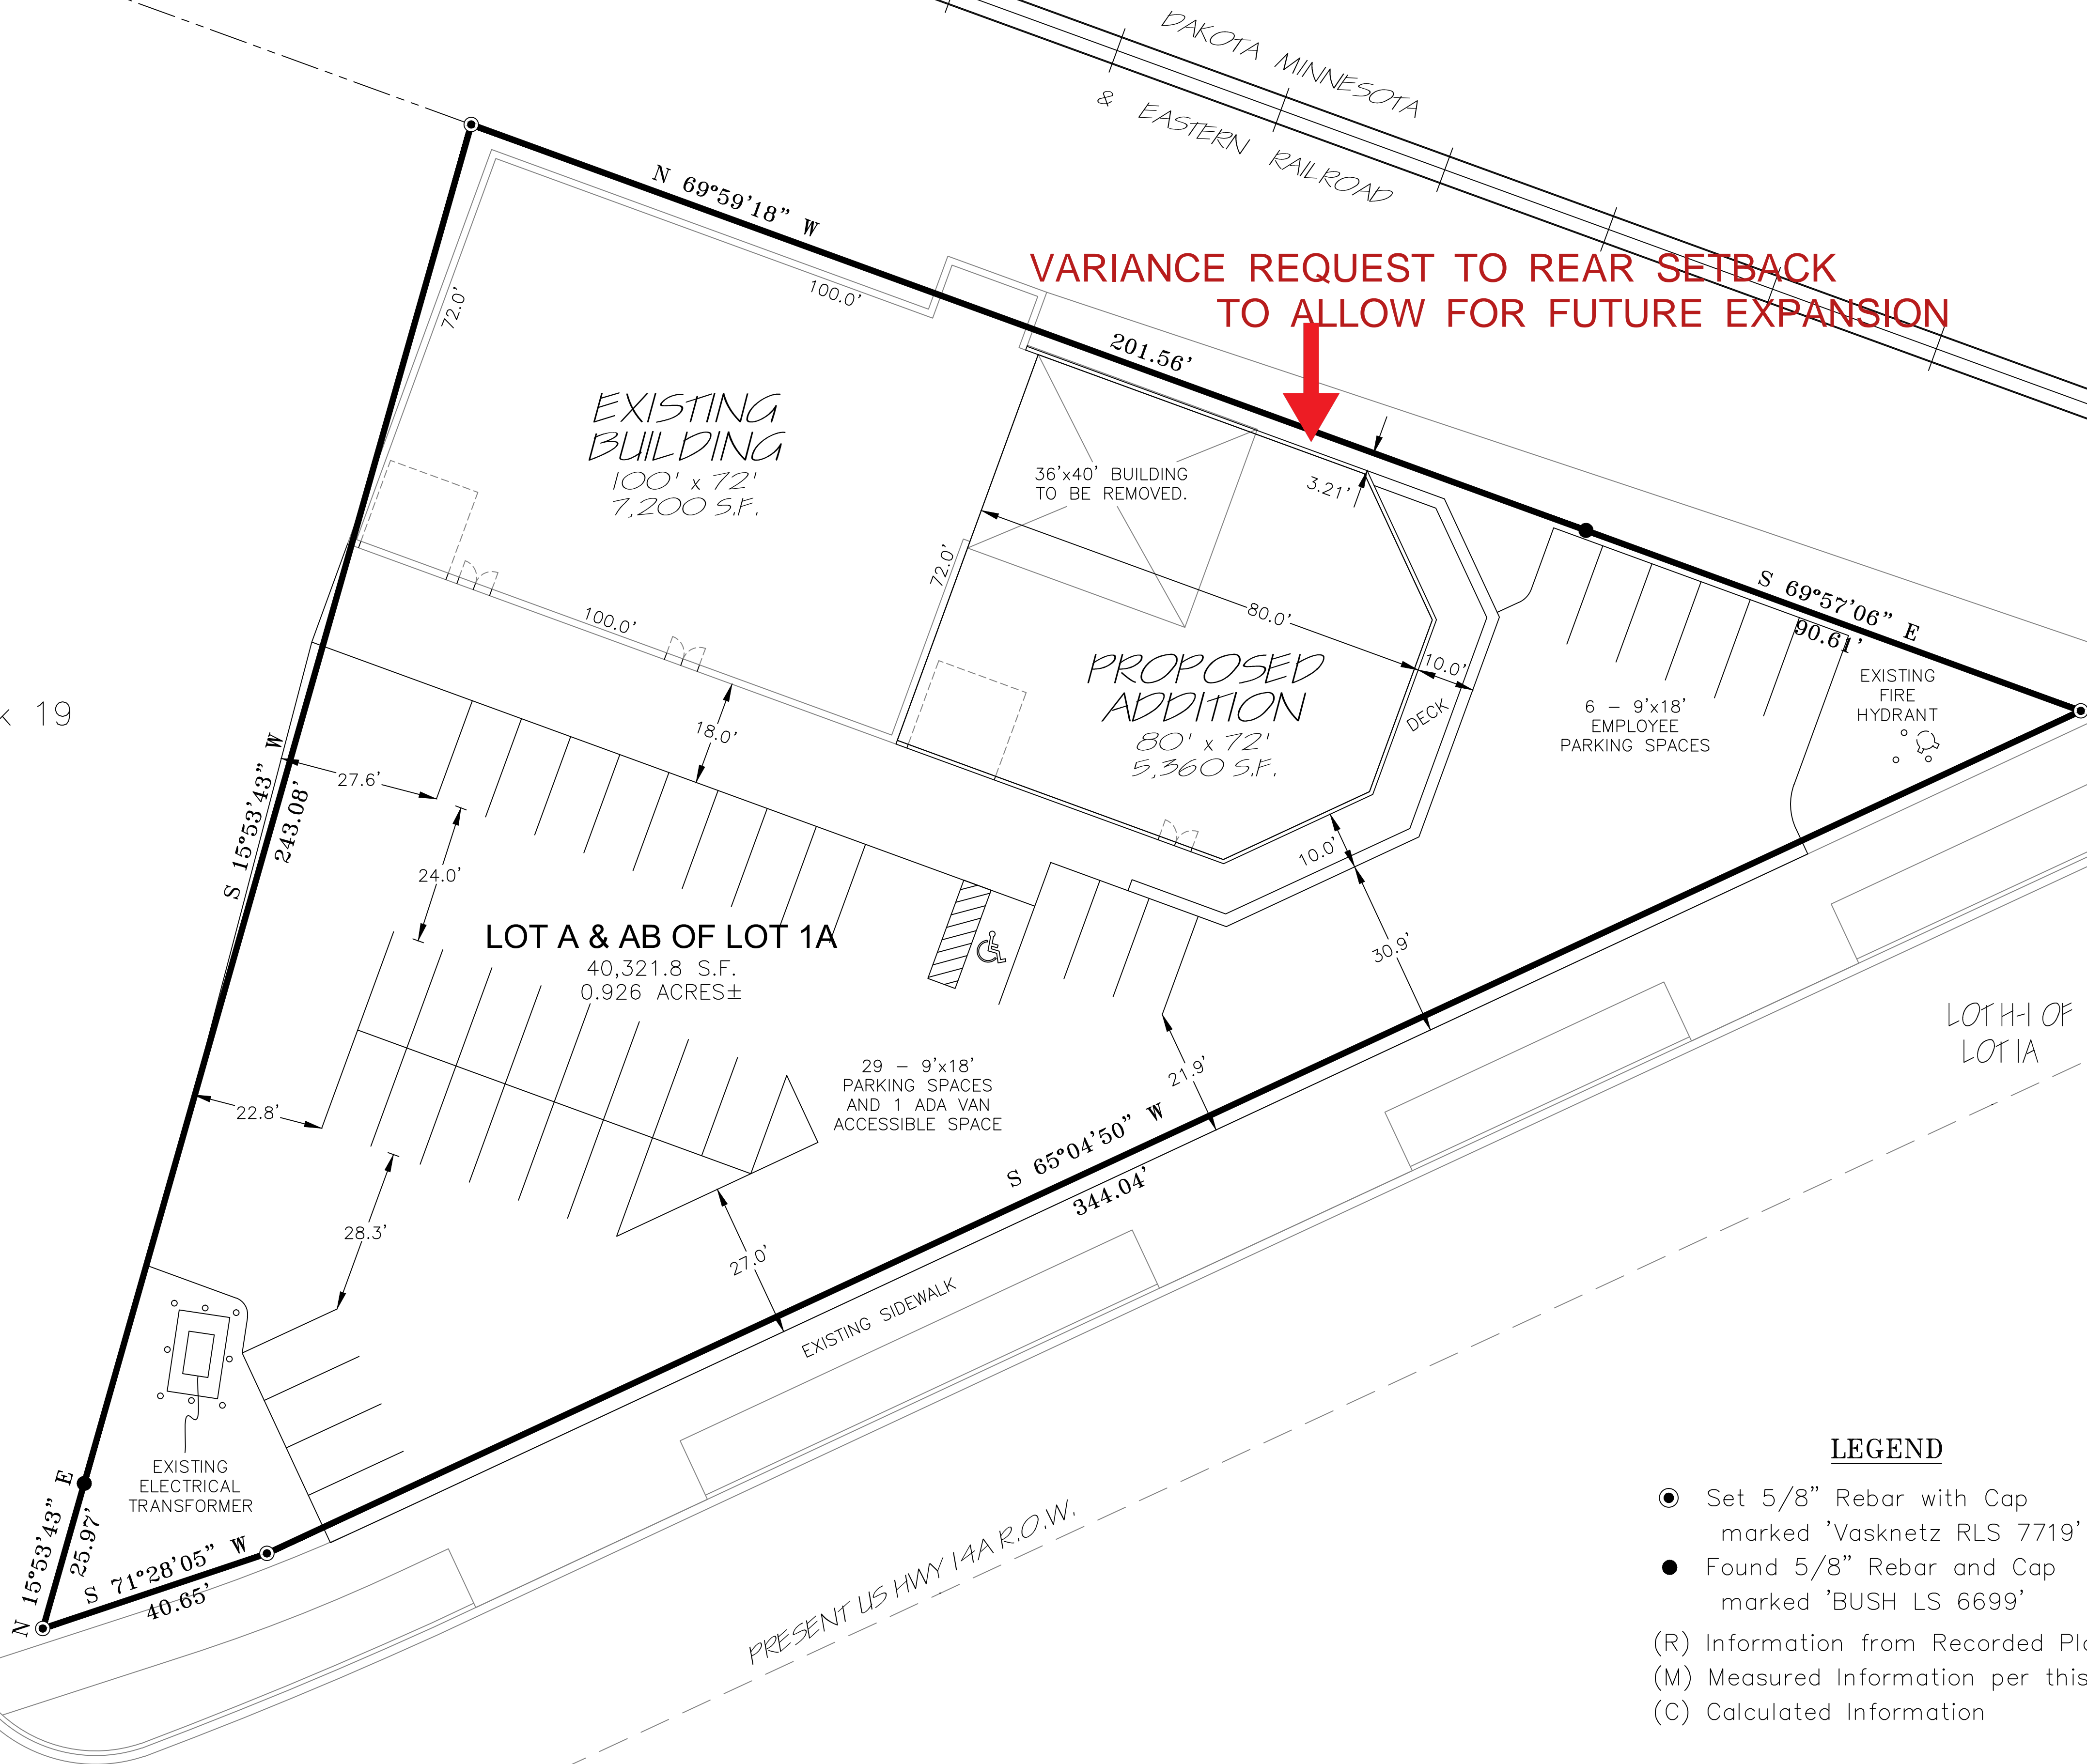 DAKOTA MINNESOTA
& EASTERN RAILROAD
N 69°59'18" W
VARIANCE REQUEST TO REAR SETBACK
TO ALLOW FOR FUTURE EXPANSION
100.0'
72.0'
201.56'
EXISTING
BUILDING
100' x 72'
7,200 S.F.
36'x40' BUILDING
TO BE REMOVED.
3.21'
72.0'
80.0'
S 69°57'06" E
90.61'
100.0'
PROPOSED
ADDITION
80' x 72'
5,360 S.F.
10.0'
DECK
6 - 9'x18'
EMPLOYEE
PARKING SPACES
EXISTING
FIRE
HYDRANT
19
18.0'
27.6'
S 15°53'43" W
243.08'
24.0'
10.0'
30.9'
LOT A & AB OF LOT 1A
40,321.8 S.F.
0.926 ACRES±
LOT H-1 OF
LOT 1A
29 - 9'x18'
PARKING SPACES
AND 1 ADA VAN
ACCESSIBLE SPACE
21.9'
22.8'
S 65°04'50" W
344.04'
28.3'
27.0'
EXISTING SIDEWALK
EXISTING
ELECTRICAL
TRANSFORMER
N 15°53'43" E
25.97'
S 71°28'05" W
40.65'
PRESENT US HWY 14A R.O.W.
LEGEND
Set 5/8" Rebar with Cap
marked 'Vasknetz RLS 7719'
Found 5/8" Rebar and Cap
marked 'BUSH LS 6699'
(R) Information from Recorded
(M) Measured Information per this
(C) Calculated Information